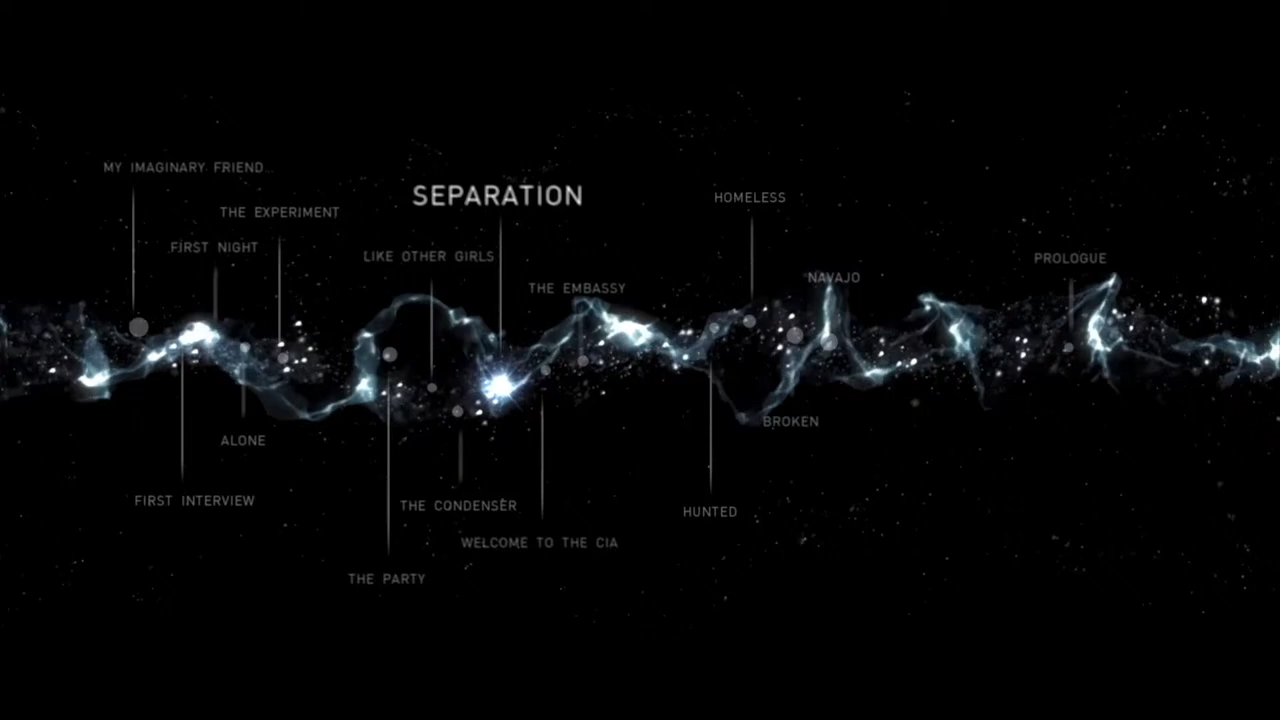 MY IMAGINARY FRIEND...
SEPARATION
HOMELESS
THE EXPERIMENT
FIRST NIGHT
LIKE OTHER GIRLS
PROLOGUE
NAVAJO
THE EMBASSY
BROKEN
ALONE
FIRST INTERVIEW
THE CONDENSER
HUNTED
WELCOME TO THE CIA
THE PARTY